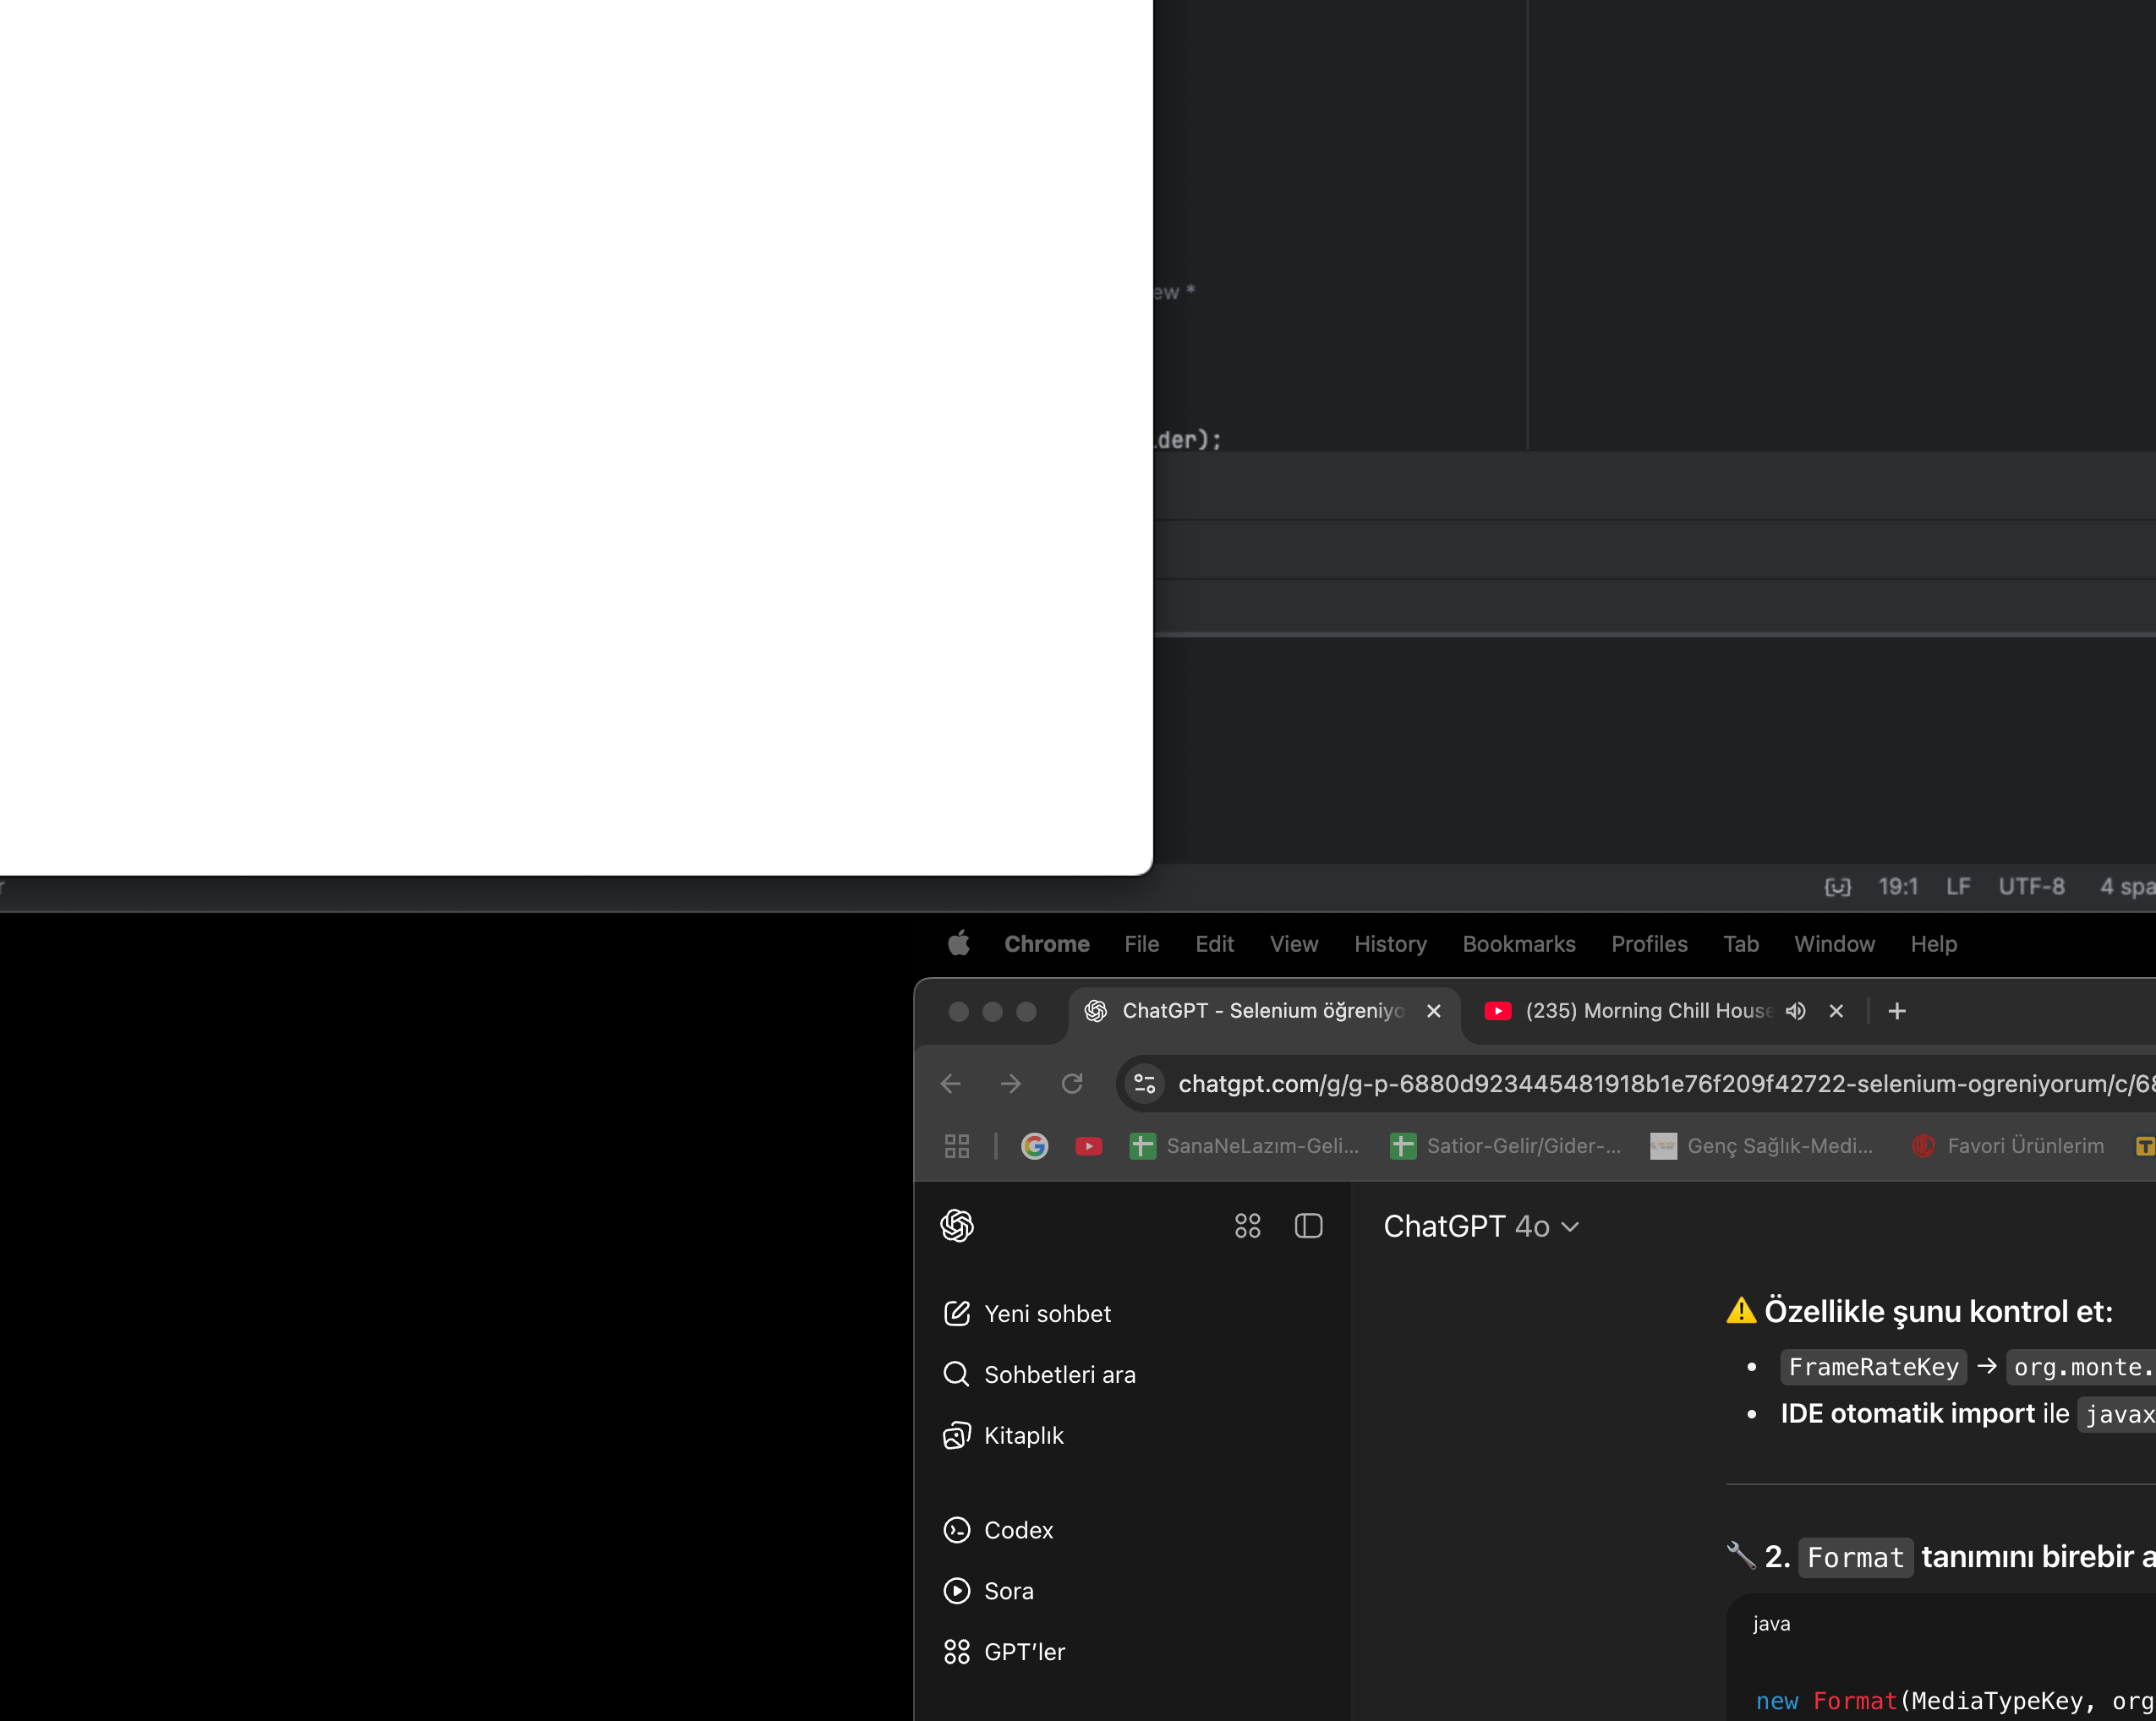 ew *
der);
19:1 LF UTF-8 4 spa
Chrome File Edit View History Bookmarks Profiles Tab Window Help
ChatGPT - Selenium öğreniyo (235) Morning Chill House
chatgpt.com/g/g-p-6880d923445481918b1e76f209f42722-selenium-ogreniyorum/c/68
SanaNeLazım-Geli... Satior-Gelir/Gider-... Genç Sağlık-Medi... Favori Ürünlerim
ChatGPT 4o
Yeni sohbet
Sohbetleri ara
Kitaplık
Codex
Sora
GPT'ler
⚠️ Özellikle şunu kontrol et:
• FrameRateKey → org.monte.
• IDE otomatik import ile javax
🔧 2. Format tanımını birebir a
java
new Format(MediaTypeKey, org